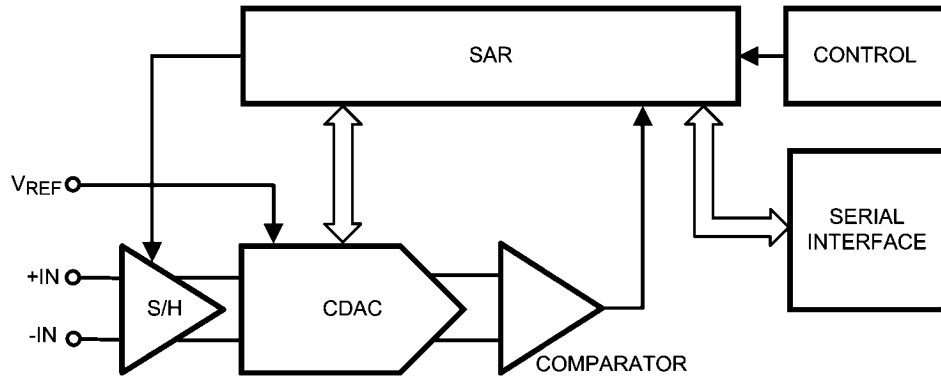 SAR
CONTROL
VREF
SERIAL
INTERFACE
+IN
S/H
CDAC
-IN
COMPARATOR